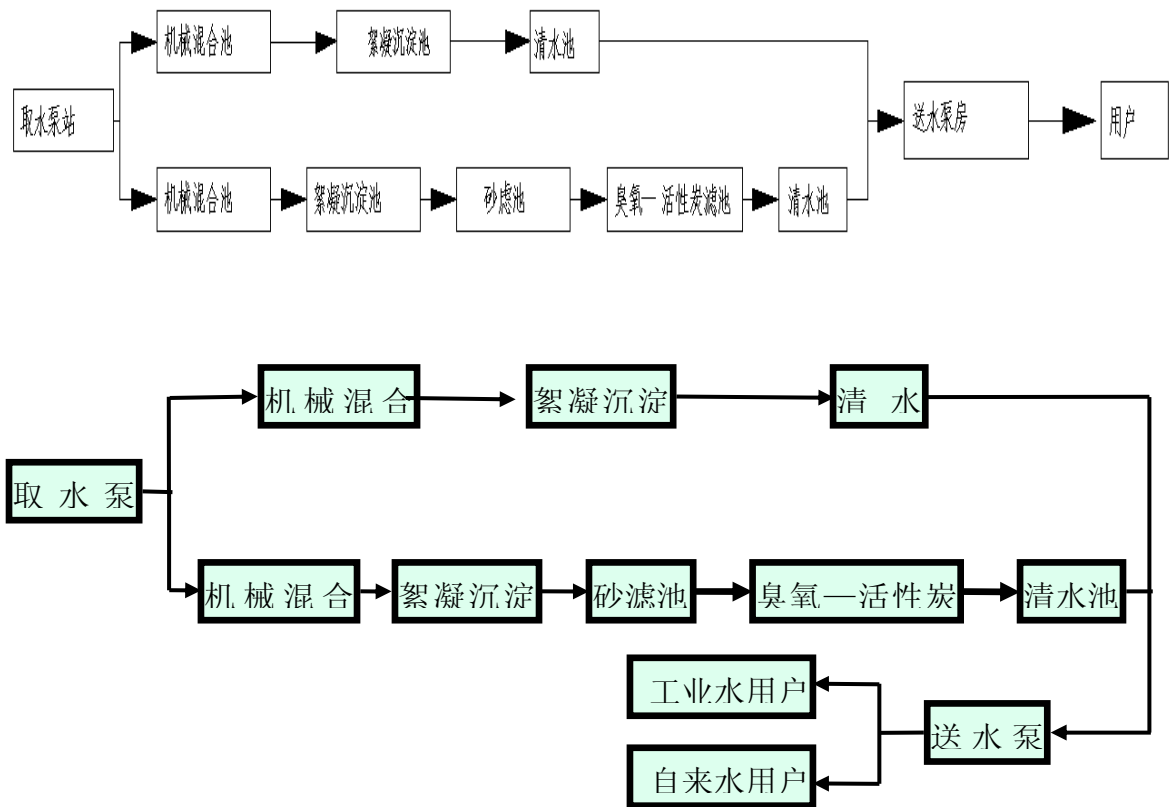 机械混合池
絮凝沉淀池
清水池
取水泵站
送水泵房
用户
机械混合池
絮凝沉淀池
砂滤池
臭氧一活性炭滤池
清水池
机械混合
絮凝沉淀
清 水
取 水 泵
机械混合
絮凝沉淀
砂滤池
臭氧—活性炭
清水池
工业水用户
送水泵
自来水用户